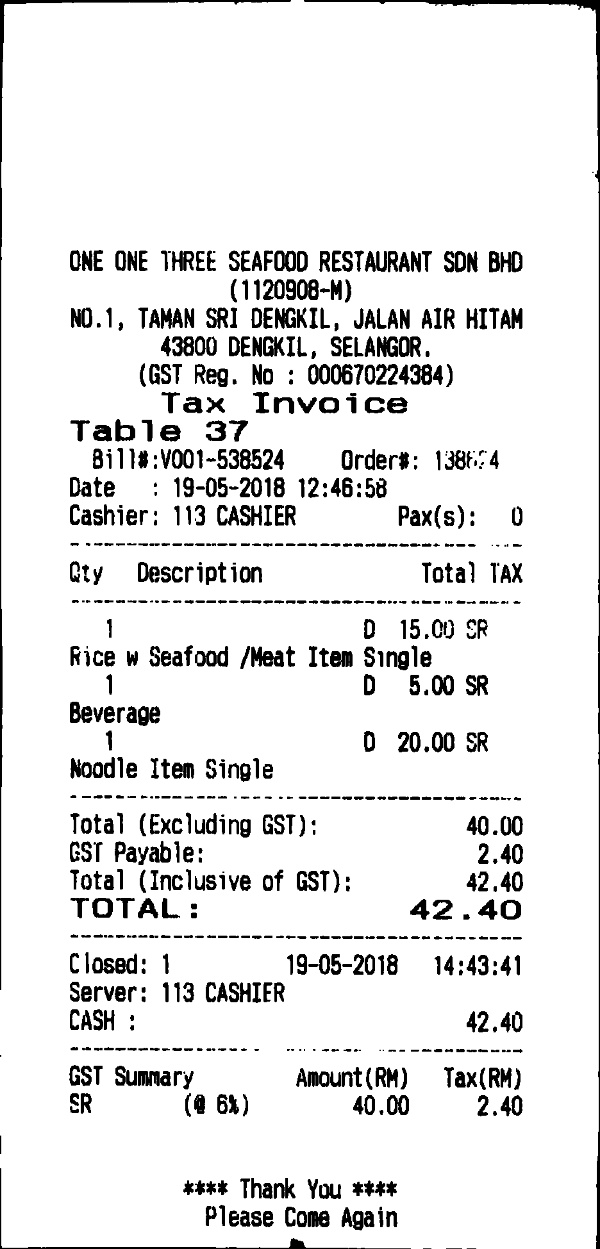 ONE ONE THREE SEAFOOD RESTAURANT SDN BHD
(1120908-M)
NO.1, TAMAN SRI DENGKIL, JALAN AIR HITAM
43800 DENGKIL, SELANGOR.
(GST Reg. No : 000670224384)
Tax Invoice
Table 37
Bill#:V001-538524 Order#:
Date : 19-05-2018 12:46:58
Cashier: 113 CASHIER Pax(s): 0
Qty Description Total TAX
1 D 15.00 SR
Rice w Seafood /Meat Item Single
1 D 5.00 SR
Beverage
1 D 20.00 SR
Noodle Item Single
Total (Excluding GST): 40.00
GST Payable: 2.40
Total (Inclusive of GST): 42.40
TOTAL: 42.40
Closed: 1 19-05-2018 14:43:41
Server: 113 CASHIER
CASH : 42.40
GST Summary Amount(RM) Tax(RM)
SR (@ 6%) 40.00 2.40
**** Thank You ****
Please Come Again